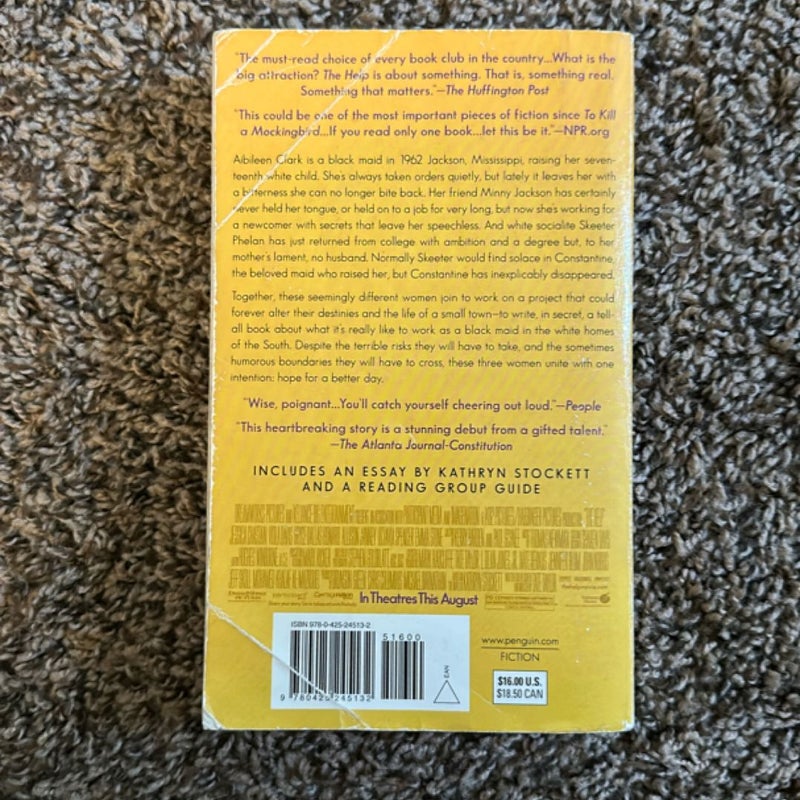 "The must-read choice of every book club in the country...What is the
big attraction? The Help is about something. That is, something real.
Something that matters."—The Huffington Post
"This could be one of the most important pieces of fiction since To Kill
a Mockingbird...If you read only one book...let this be it."—NPR.org
Aibileen Clark is a black maid in 1962 Jackson, Mississippi, raising her seven-
teenth white child. She's always taken orders quietly, but lately it leaves her with
a bitterness she can no longer bite back. Her friend Minny Jackson has certainly
never held her tongue, or held on to a job for very long, but now she's working for
a newcomer with secrets that leave her speechless. And white socialite Skeeter
Phelan has just returned from college with ambition and a degree but, to her
mother's lament, no husband. Normally Skeeter would find solace in Constantine,
the beloved maid who raised her, but Constantine has inexplicably disappeared.
Together, these seemingly different women join to work on a project that could
forever alter their destinies and the life of a small town—to write, in secret, a tell-
all book about what it's really like to work as a black maid in the white homes
of the South. Despite the terrible risks they will have to take, and the sometimes
humorous boundaries they will have to cross, these three women unite with one
intention: hope for a better day.
"Wise, poignant...You'll catch yourself cheering out loud."—People
"This heartbreaking story is a stunning debut from a gifted talent."
—The Atlanta Journal-Constitution
INCLUDES AN ESSAY BY KATHRYN STOCKETT
AND A READING GROUP GUIDE
In Theatres This August
ISBN 978-0-425-24513-2
51600
EAN
9 780425 245132
www.penguin.com
FICTION
$16.00 U.S.
$18.50 CAN